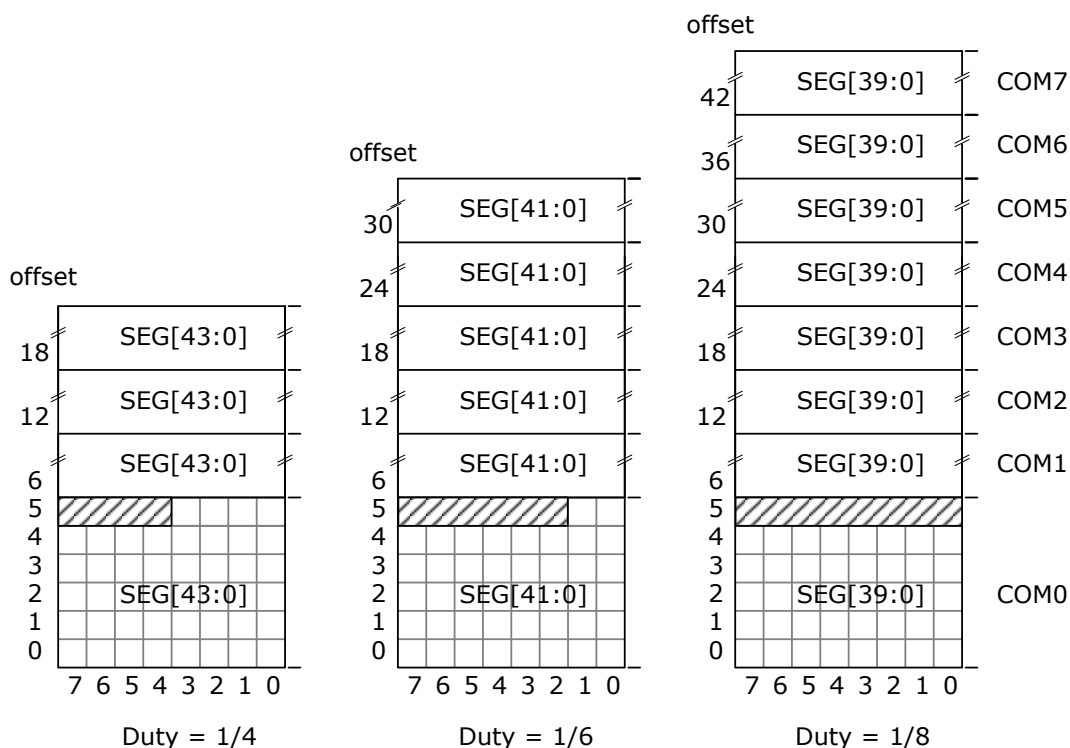 offset
42 SEG[39:0] COM7
offset
36 SEG[39:0] COM6
30 SEG[41:0] 30 SEG[39:0] COM5
offset
24 SEG[41:0] 24 SEG[39:0] COM4
18 SEG[43:0] 18 SEG[41:0] 18 SEG[39:0] COM3
12 SEG[43:0] 12 SEG[41:0] 12 SEG[39:0] COM2
6 SEG[43:0] 6 SEG[41:0] 6 SEG[39:0] COM1
5 5 5
4 4 4
3 3 3
2 SEG[43:0] 2 SEG[41:0] 2 SEG[39:0] COM0
1 1 1
0 0 0
7 6 5 4 3 2 1 0 7 6 5 4 3 2 1 0 7 6 5 4 3 2 1 0
Duty = 1/4 Duty = 1/6 Duty = 1/8